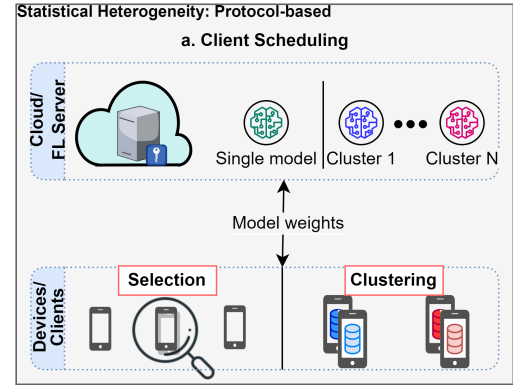 Statistical Heterogeneity: Protocol-based
a. Client Scheduling
Cloud/
FL Server
Single model
Cluster 1
Cluster N
Model weights
Devices/
Clients
Selection
Clustering